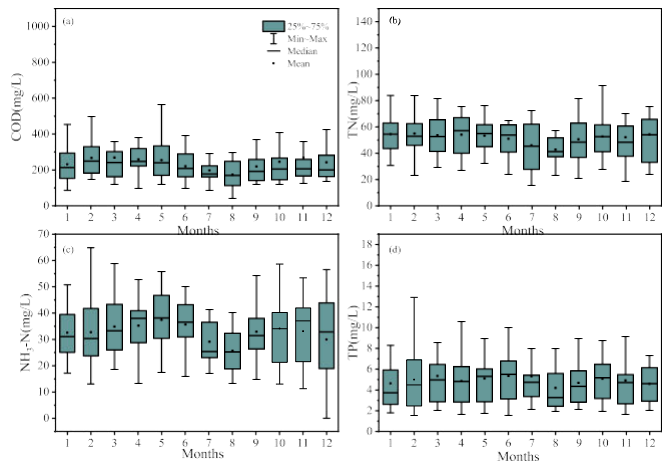 (a)
25%~75%
Min~Max
Median
Mean
COD(mg/L)
1000
800
600
400
200
0
1 2 3 4 5 6 7 8 9 10 11 12
Months
(b)
TN(mg/L)
140
120
100
80
60
40
20
0
1 2 3 4 5 6 7 8 9 10 11 12
Months
(c)
NH3-N(mg/L)
70
60
50
40
30
20
10
0
1 2 3 4 5 6 7 8 9 10 11 12
Months
(d)
TP(mg/L)
18
16
14
12
10
8
6
4
2
0
1 2 3 4 5 6 7 8 9 10 11 12
Months